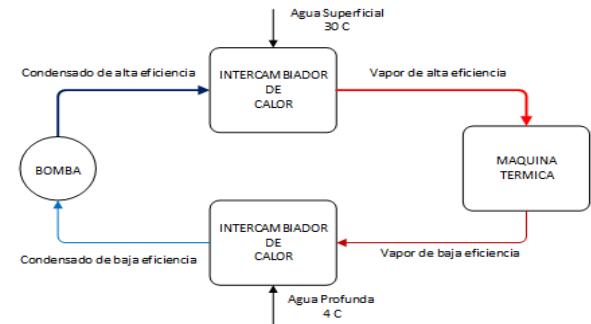 Agua Superficial
30 C
Condensado de alta eficiencia
INTERCAMBIADOR
DE
CALOR
Vapor de alta eficiencia
BOMBA
MAQUINA
TERMICA
INTERCAMBIADOR
DE
CALOR
Condensado de baja eficiencia
Vapor de baja eficiencia
Agua Profunda
4 C